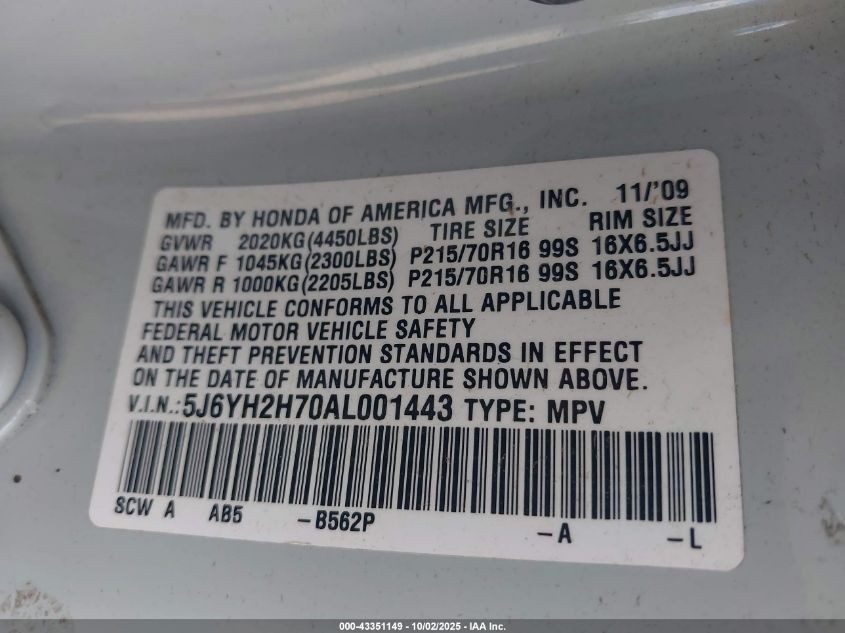 MFD. BY HONDA OF AMERICA MFG., INC. 11/'09
GVWR 2020KG(4450LBS) TIRE SIZE RIM SIZE
GAWR F 1045KG(2300LBS) P215/70R16 99S 16X6.5JJ
GAWR R 1000KG(2205LBS) P215/70R16 99S 16X6.5JJ
THIS VEHICLE CONFORMS TO ALL APPLICABLE
FEDERAL MOTOR VEHICLE SAFETY
AND THEFT PREVENTION STANDARDS IN EFFECT
ON THE DATE OF MANUFACTURE SHOWN ABOVE.
V.I.N.:5J6YH2H70AL001443 TYPE: MPV
SCW A AB5 -B562P -A -L
000-43351149 - 10/02/2025 - IAA Inc.